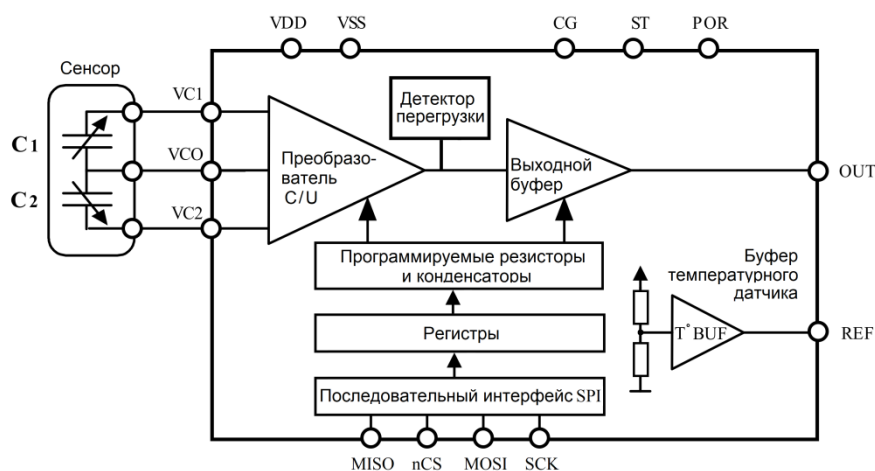 VDD
VSS
CG
ST
POR
Сенсор
VC1
Детектор
перегрузки
C1
VCO
Преобразо-
ватель
C/U
Выходной
буфер
OUT
C2
VC2
Программируемые резисторы
и конденсаторы
Буфер
температурного
датчика
Регистры
T° BUF
REF
Последовательный интерфейс SPI
MISO
nCS
MOSI
SCK